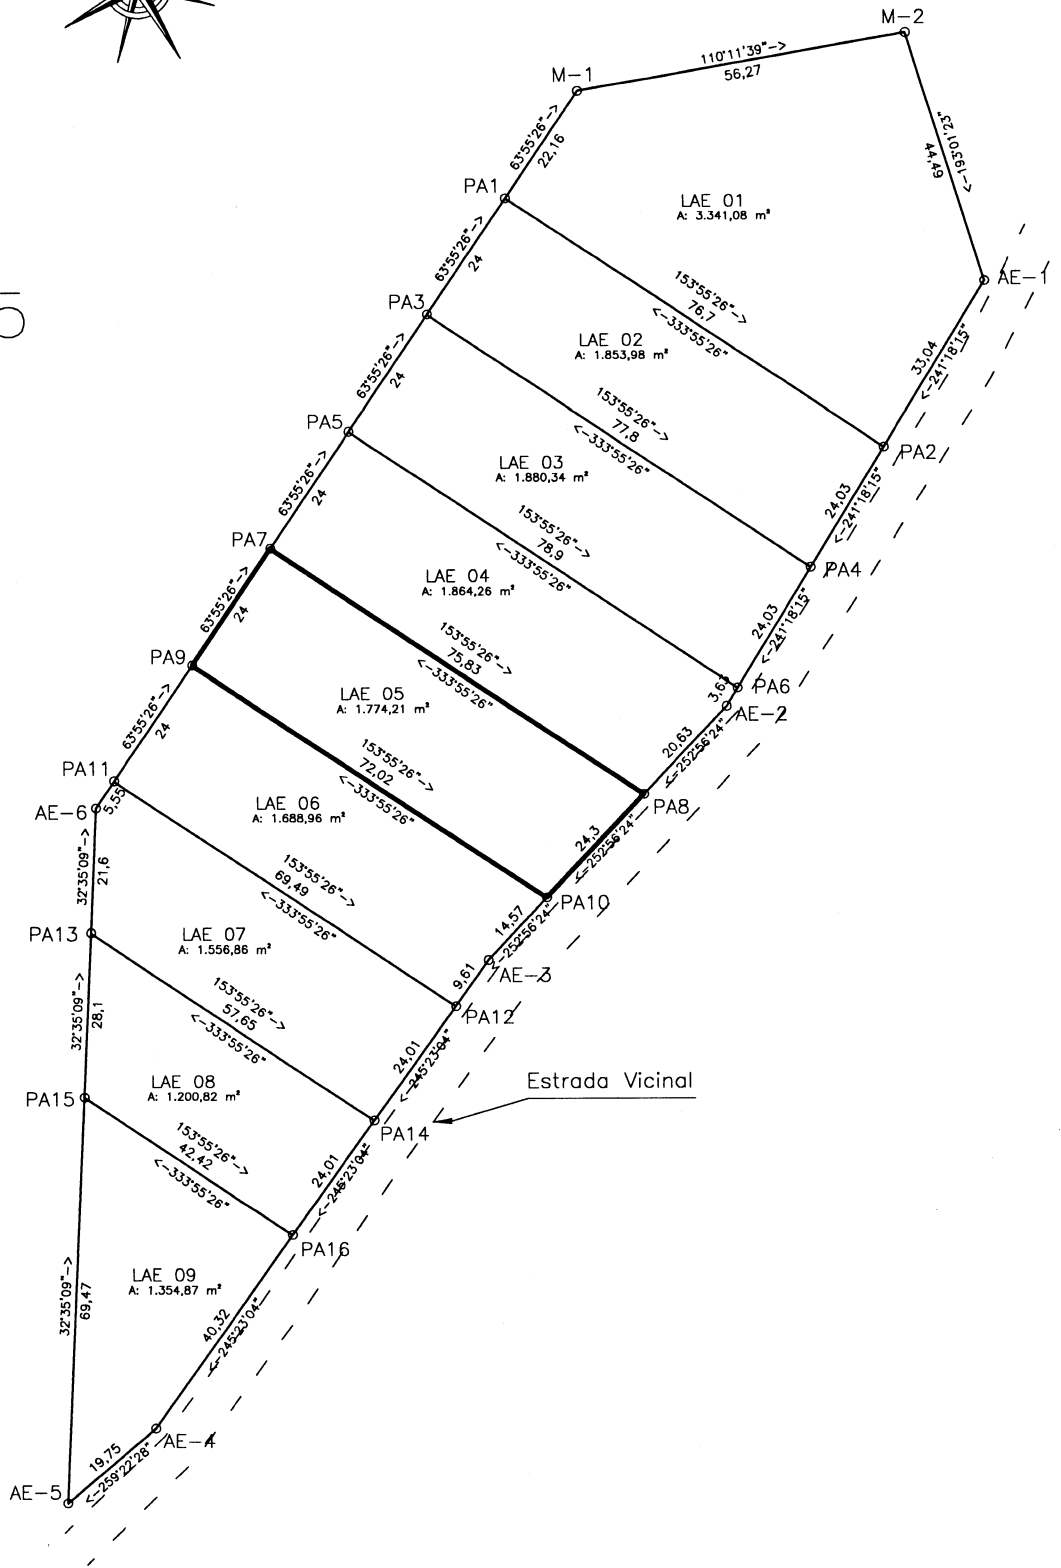 M-2
110°11'39"->
56,27
M-1
63°55'26"->
22,16
<-193°01'23"
64,44
LAE 01
A: 3.341,08 m²
PA1
AE-1
63°55'26"->
24
153°55'26"->
76,7
<-333°55'26"
PA3
LAE 02
A: 1.853,98 m²
33,04
<-241°18'15"
63°55'26"->
24
153°55'26"->
77,8
<-333°55'26"
PA5
PA2
LAE 03
A: 1.880,34 m²
24,03
<-241°18'15"
63°55'26"->
24
153°55'26"->
78,9
<-333°55'26"
PA7
PA4
LAE 04
A: 1.864,26 m²
24,03
<-241°18'15"
63°55'26"->
24
153°55'26"->
75,83
<-333°55'26"
PA9
PA6
3,63
AE-2
LAE 05
A: 1.774,21 m²
20,63
<-252°56'24"
63°55'26"->
24
153°55'26"->
72,02
<-333°55'26"
PA11
PA8
5,55
AE-6
LAE 06
A: 1.688,96 m²
24,3
<-252°56'24"
32°35'09"->
21,6
153°55'26"->
69,49
<-333°55'26"
PA10
14,57
<-252°56'24"
PA13
LAE 07
A: 1.556,86 m²
AE-3
9,61
PA12
32°35'09"->
28,1
153°55'26"->
57,65
<-333°55'26"
24,01
<-245°23'04"
LAE 08
A: 1.200,82 m²
Estrada Vicinal
PA15
PA14
153°55'26"->
42,42
<-333°55'26"
24,01
<-245°23'04"
PA16
LAE 09
A: 1.354,87 m²
32°35'09"->
69,47
40,32
<-245°23'04"
AE-4
19,75
<-259°22'28"
AE-5